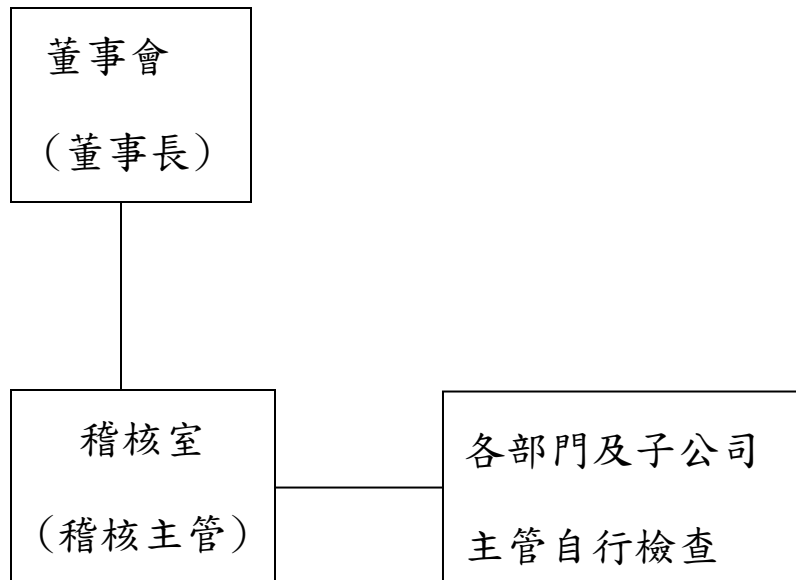 董事會
（董事長）
稽核室
（稽核主管）
各部門及子公司
主管自行檢查